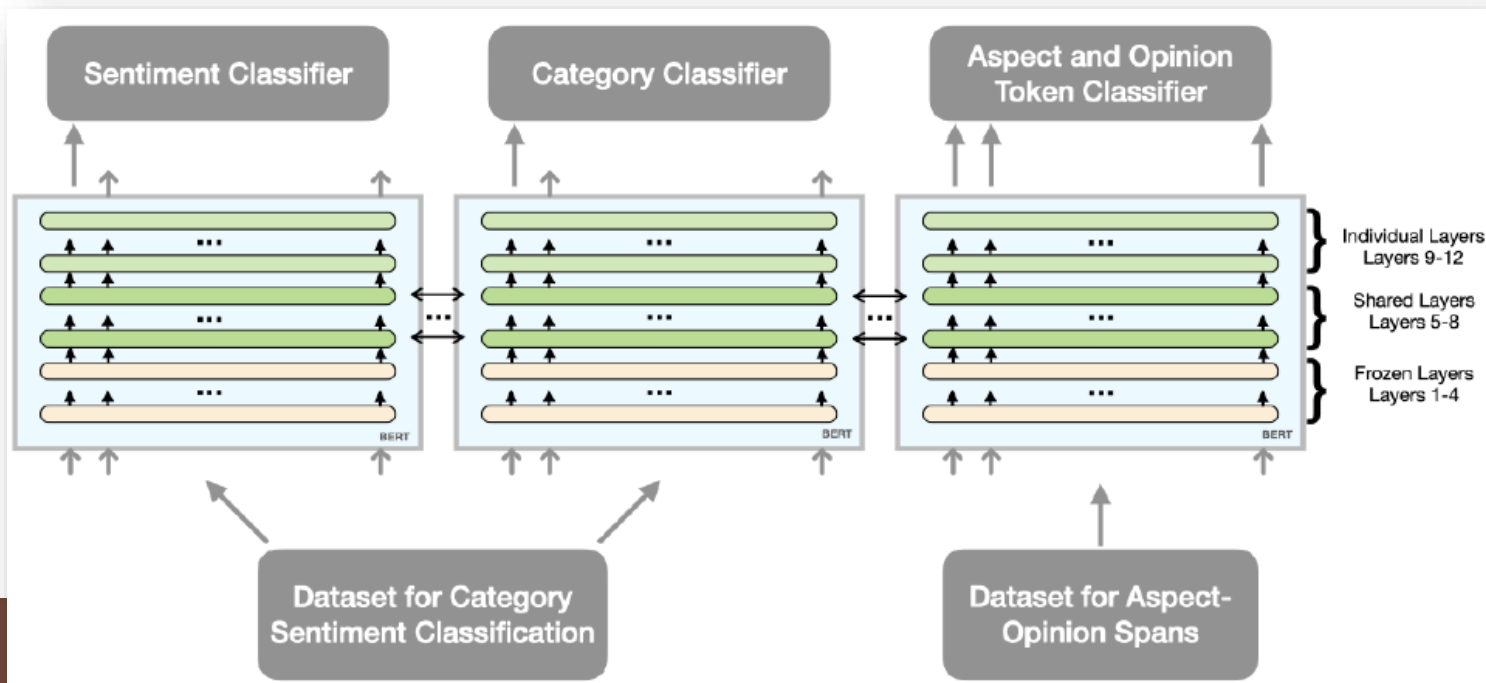 Sentiment Classifier
Category Classifier
Aspect and Opinion
Token Classifier
...
...
...
Individual Layers
Layers 9-12
...
...
...
...
...
Shared Layers
Layers 5-8
...
...
...
Frozen Layers
Layers 1-4
BERT
BERT
BERT
Dataset for Category
Sentiment Classification
Dataset for Aspect-
Opinion Spans